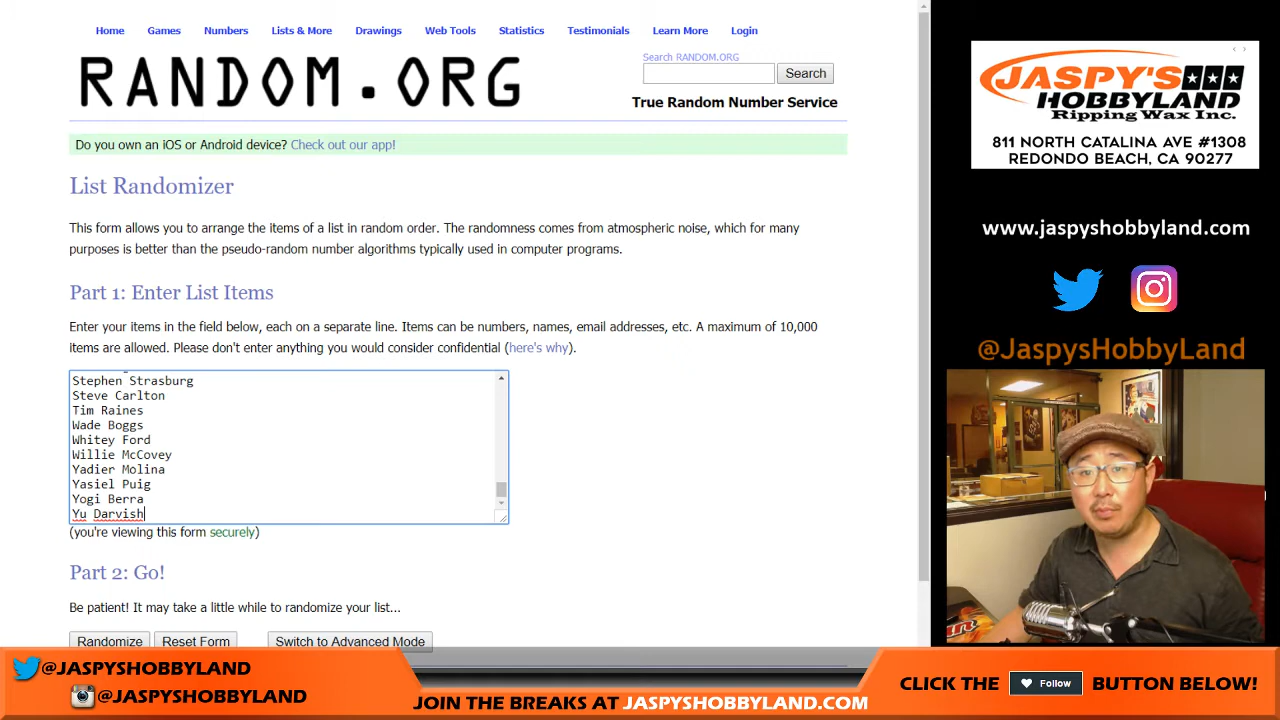 Home Games Numbers Lists & More Drawings Web Tools Statistics Testimonials Learn More Login
RANDOM.ORG
Search RANDOM.ORG
Search
True Random Number Service
Do you own an iOS or Android device? Check out our app!
List Randomizer
This form allows you to arrange the items of a list in random order. The randomness comes from atmospheric noise, which for many
purposes is better than the pseudo-random number algorithms typically used in computer programs.
Part 1: Enter List Items
Enter your items in the field below, each on a separate line. Items can be numbers, names, email addresses, etc. A maximum of 10,000
items are allowed. Please don't enter anything you would consider confidential (here's why).
Stephen Strasburg
Steve Carlton
Tim Raines
Wade Boggs
Whitey Ford
Willie McCovey
Yadier Molina
Yasiel Puig
Yogi Berra
Yu Darvish
(you're viewing this form securely)
Part 2: Go!
Be patient! It may take a little while to randomize your list...
Randomize Reset Form Switch to Advanced Mode
JASPY'S
HOBBYLAND
Ripping Wax Inc.
811 NORTH CATALINA AVE #1308
REDONDO BEACH, CA 90277
www.jaspyshobbyland.com
@JaspysHobbyLand
@JASPYSHOBBYLAND
@JASPYSHOBBYLAND
JOIN THE BREAKS AT JASPYSHOBBYLAND.COM
CLICK THE Follow BUTTON BELOW!